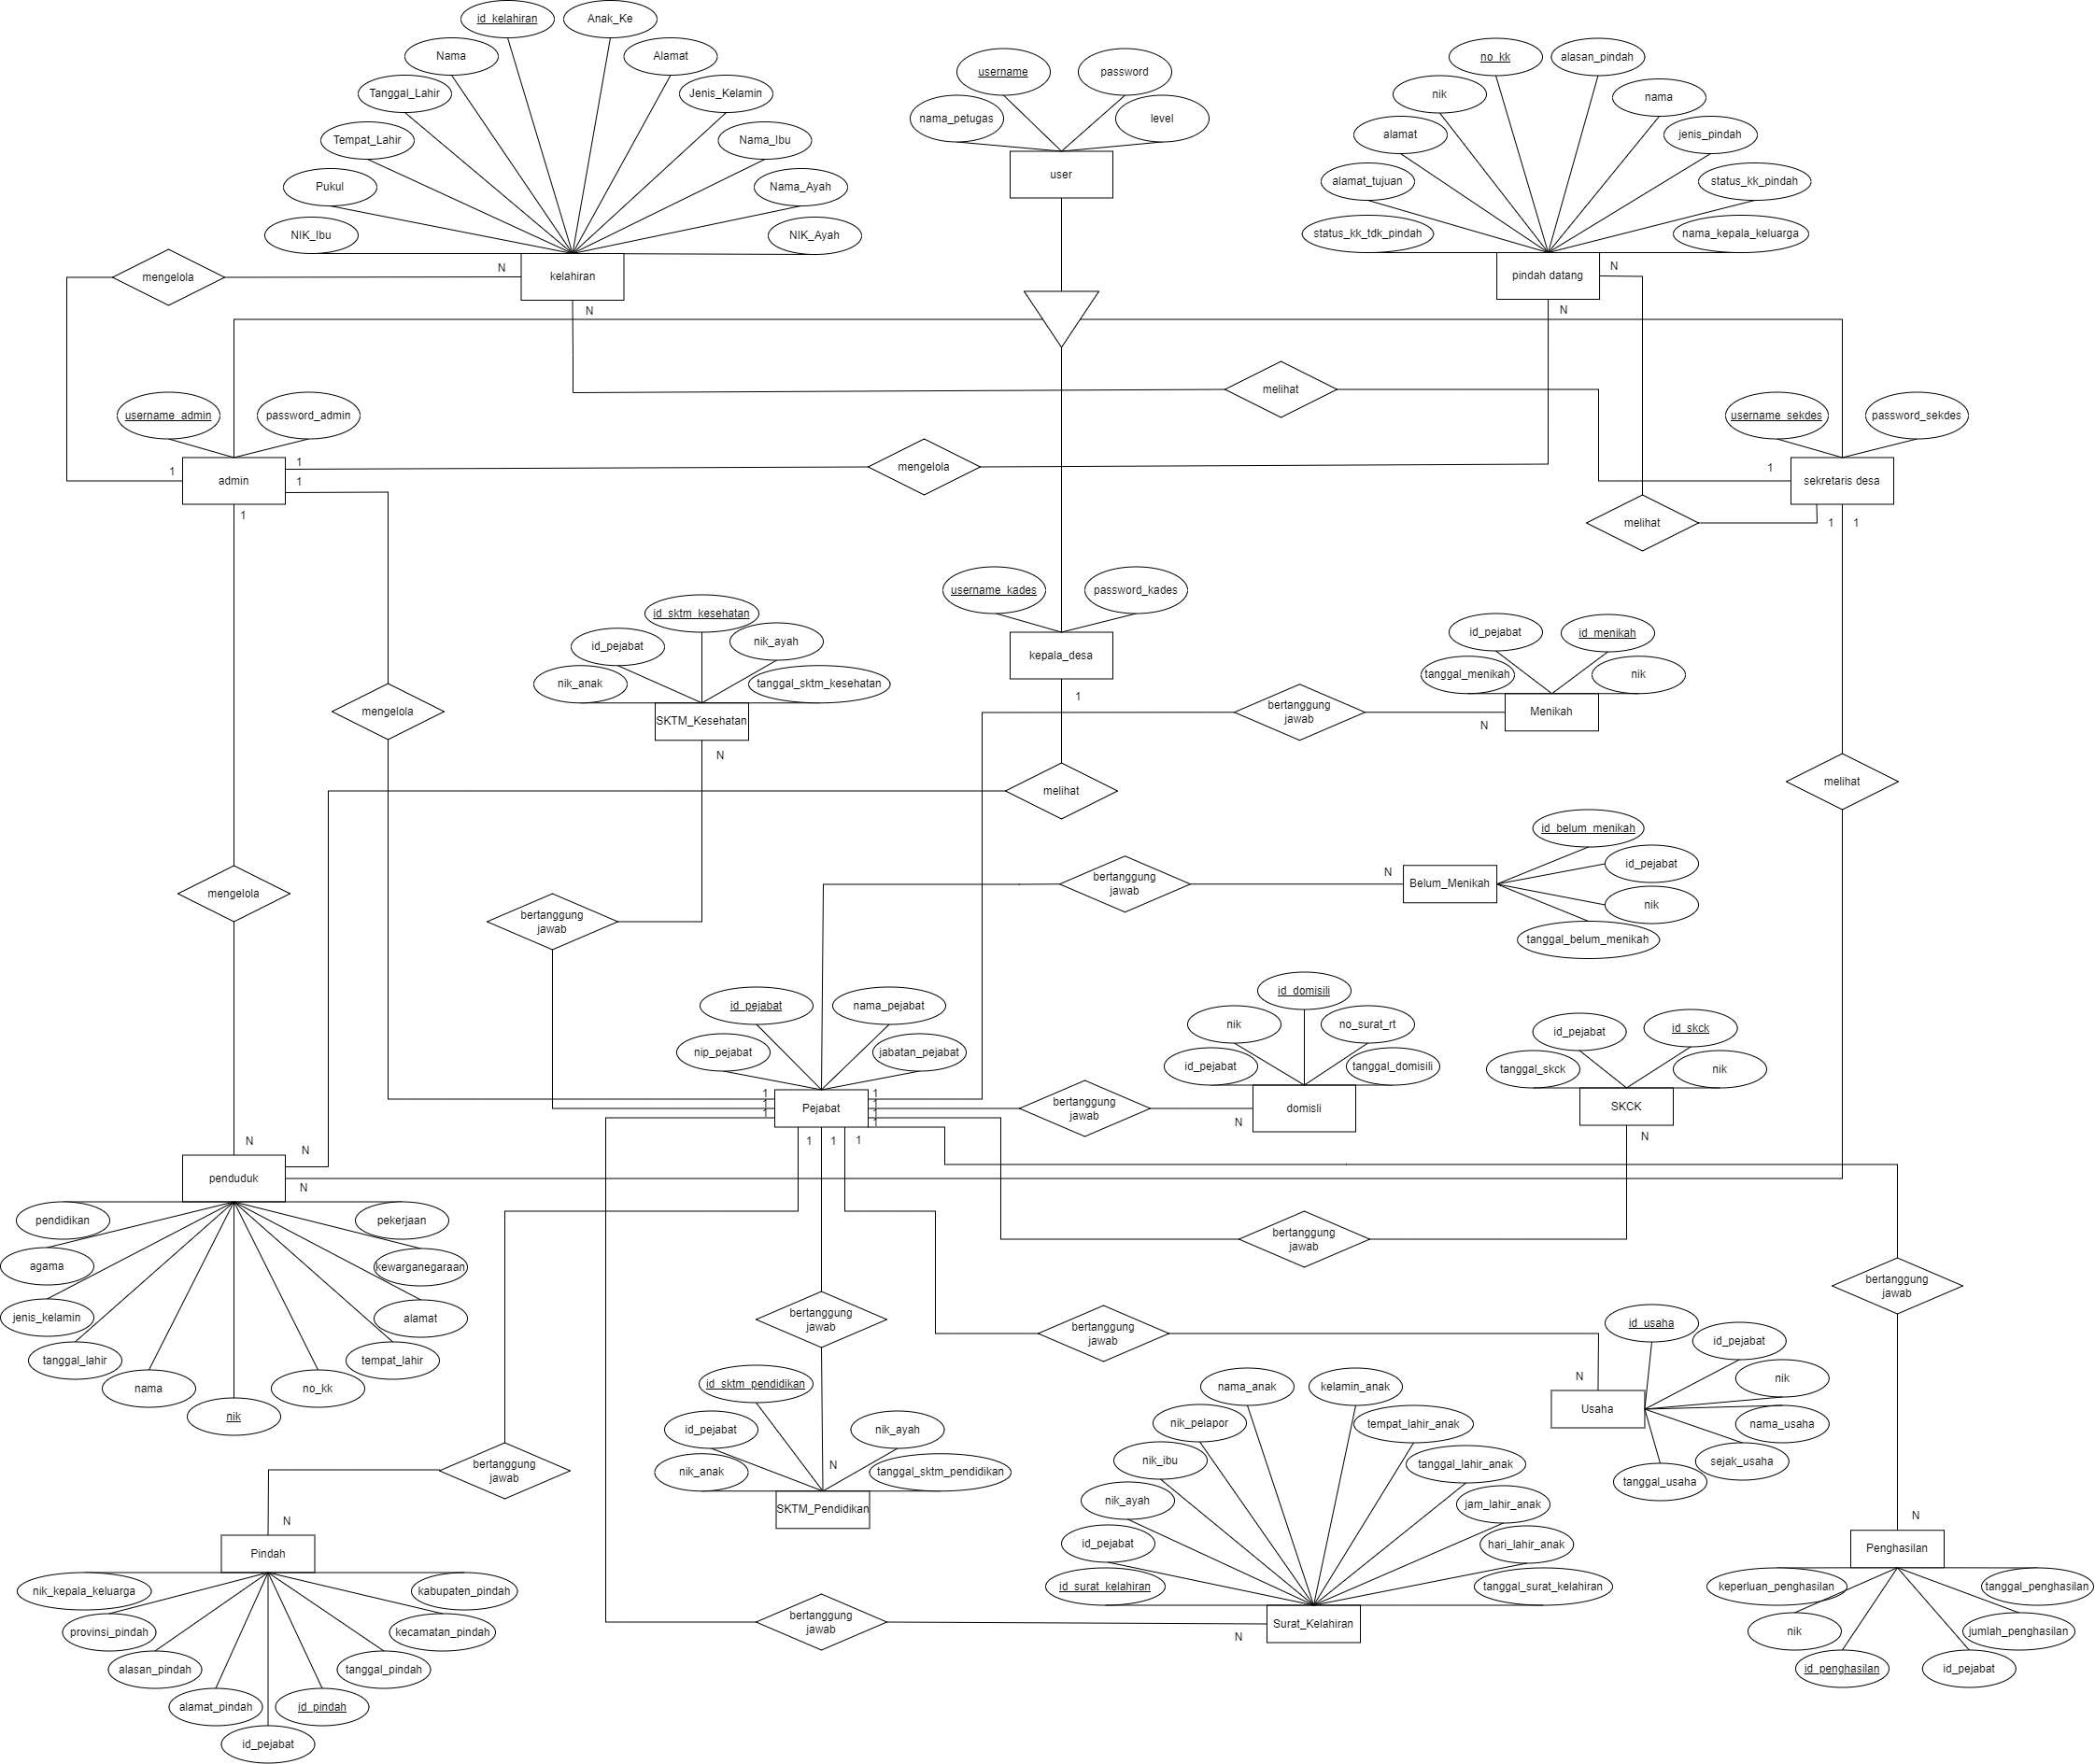 id_kelahiran
Anak_Ke
Nama
Alamat
Tanggal_Lahir
Jenis_Kelamin
Tempat_Lahir
Nama_Ibu
Pukul
Nama_Ayah
NIK_Ibu
NIK_Ayah
kelahiran
N
N
mengelola
username
password
nama_petugas
level
user
no_kk
alasan_pindah
nik
nama
alamat
jenis_pindah
alamat_tujuan
status_kk_pindah
status_kk_tdk_pindah
nama_kepala_keluarga
pindah datang
N
N
melihat
username_admin
password_admin
admin
1
1
1
1
mengelola
username_sekdes
password_sekdes
sekretaris desa
1
1
1
melihat
username_kades
password_kades
kepala_desa
1
id_sktm_kesehatan
id_pejabat
nik_ayah
nik_anak
tanggal_sktm_kesehatan
SKTM_Kesehatan
N
id_pejabat
id_menikah
tanggal_menikah
nik
Menikah
N
bertanggung
jawab
mengelola
melihat
melihat
id_belum_menikah
id_pejabat
nik
tanggal_belum_menikah
Belum_Menikah
N
bertanggung
jawab
mengelola
bertanggung
jawab
id_pejabat
nama_pejabat
nip_pejabat
jabatan_pejabat
Pejabat
1
1
1
1
1
1
1
1
1
1
id_domisili
nik
no_surat_rt
id_pejabat
tanggal_domisili
domisli
N
bertanggung
jawab
id_pejabat
id_skck
tanggal_skck
nik
SKCK
N
N
N
N
penduduk
pendidikan
pekerjaan
agama
kewarganegaraan
jenis_kelamin
alamat
tanggal_lahir
tempat_lahir
nama
no_kk
nik
bertanggung
jawab
bertanggung
jawab
bertanggung
jawab
bertanggung
jawab
id_usaha
id_pejabat
nik
nama_usaha
sejak_usaha
tanggal_usaha
Usaha
N
id_sktm_pendidikan
id_pejabat
nik_ayah
nik_anak
tanggal_sktm_pendidikan
SKTM_Pendidikan
N
nama_anak
kelamin_anak
nik_pelapor
tempat_lahir_anak
nik_ibu
tanggal_lahir_anak
nik_ayah
jam_lahir_anak
id_pejabat
hari_lahir_anak
id_surat_kelahiran
tanggal_surat_kelahiran
Surat_Kelahiran
N
bertanggung
jawab
bertanggung
jawab
N
Pindah
nik_kepala_keluarga
kabupaten_pindah
provinsi_pindah
kecamatan_pindah
alasan_pindah
tanggal_pindah
alamat_pindah
id_pindah
id_pejabat
N
Penghasilan
keperluan_penghasilan
tanggal_penghasilan
nik
jumlah_penghasilan
id_penghasilan
id_pejabat